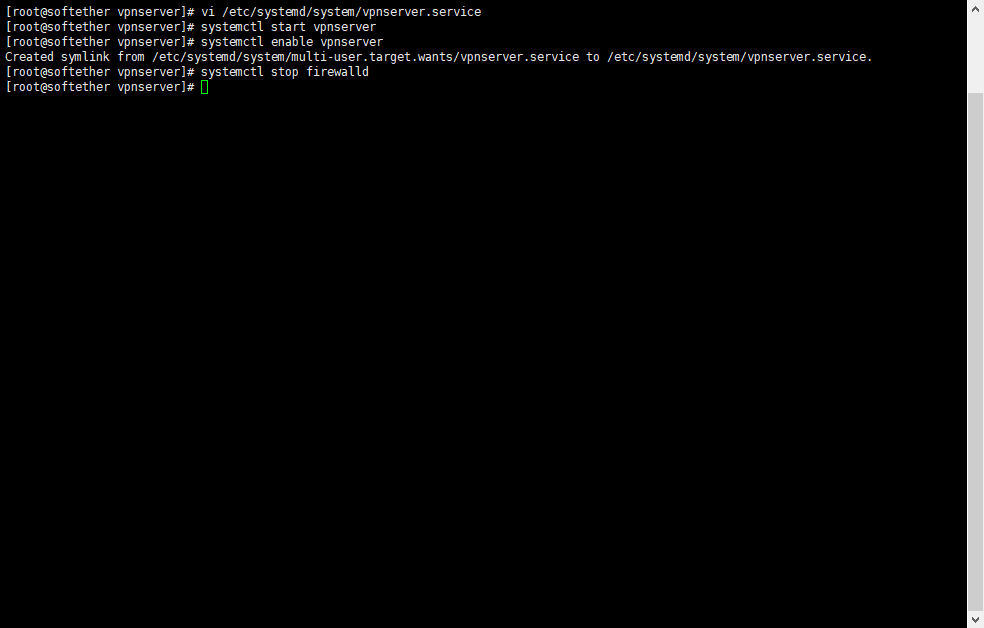 [root@softether vpnserver]# vi /etc/systemd/system/vpnserver.service
[root@softether vpnserver]# systemctl start vpnserver
[root@softether vpnserver]# systemctl enable vpnserver
Created symlink from /etc/systemd/system/multi-user.target.wants/vpnserver.service to /etc/systemd/system/vpnserver.service.
[root@softether vpnserver]# systemctl stop firewalld
[root@softether vpnserver]#